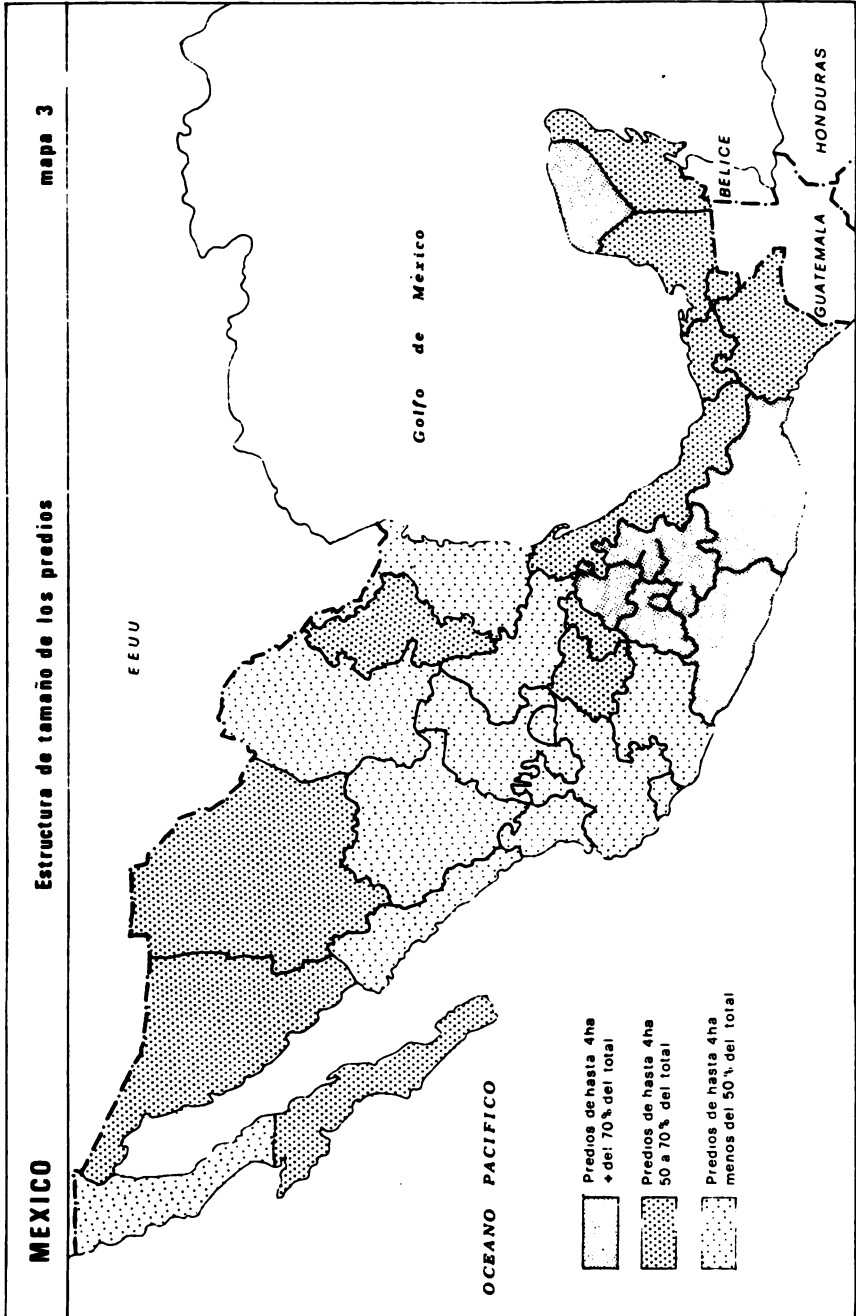 MEXICO
Estructura de tamaño de los predios
mapa 3
EEUU
Golfo de México
OCEANO PACIFICO
BELICE
GUATEMALA
HONDURAS
Predios de hasta 4ha
+ del 70% del total
Predios de hasta 4ha
50 a 70% del total
Predios de hasta 4ha
menos del 50% del total